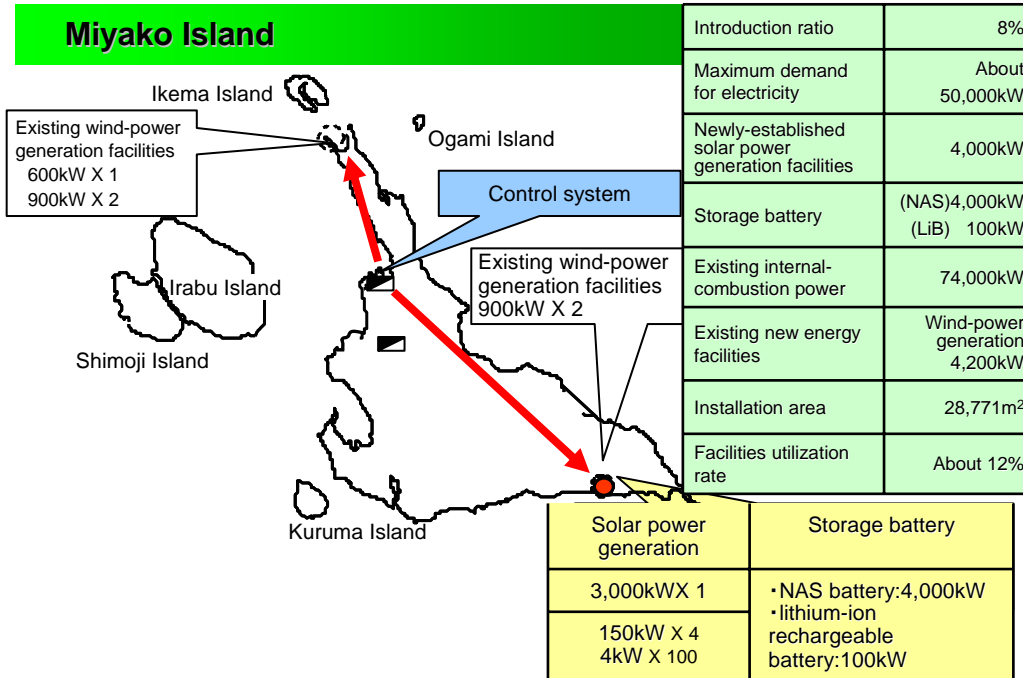 Miyako Island
Ikema Island
Existing wind-power
generation facilities
600kW X 1
900kW X 2
Ogami Island
Control system
Irabu Island
Shimoji Island
Existing wind-power
generation facilities
900kW X 2
Kuruma Island
Introduction ratio 8%
Maximum demand
for electricity
About
50,000kW
Newly-established
solar power
generation facilities
4,000kW
Storage battery
(NAS)4,000kW
(LiB) 100kW
Existing internal-
combustion power
74,000kW
Existing new energy
facilities
Wind-power
generation
4,200kW
Installation area 28,771m²
Facilities utilization
rate
About 12%
Solar power
generation
Storage battery
3,000kWX 1
150kW X 4
4kW X 100
・NAS battery:4,000kW
・lithium-ion
rechargeable
battery:100kW